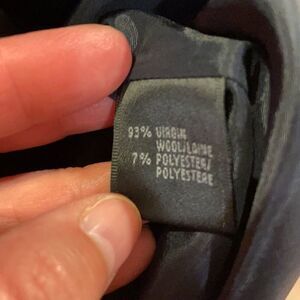 93% VIRGIN
WOOL/LAINE
7% POLYESTER/
POLYESTERE